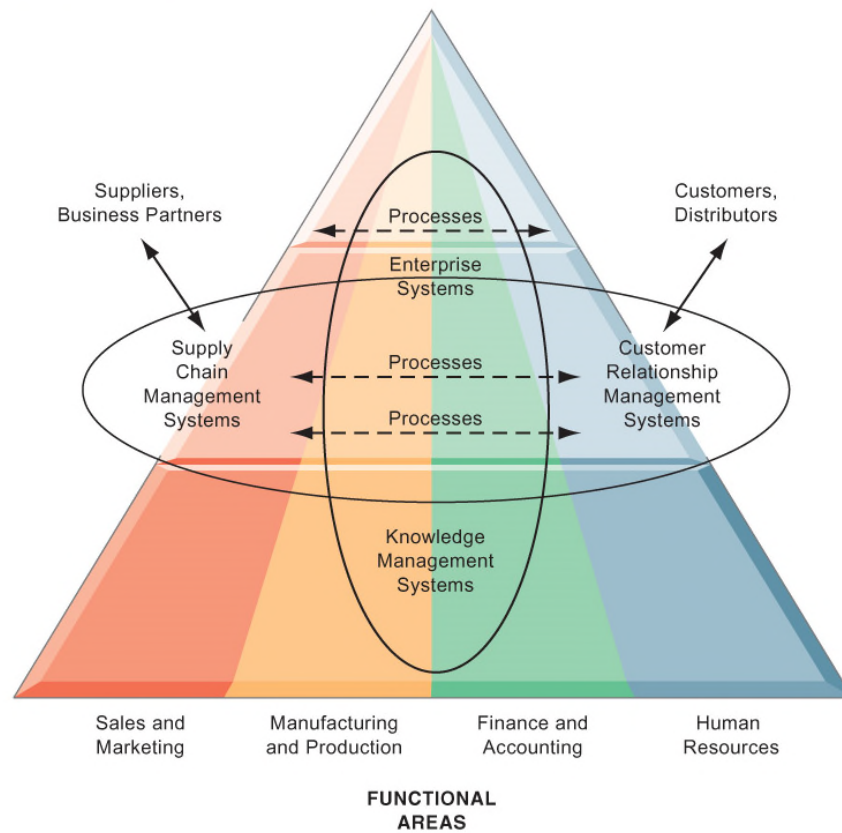 Suppliers,
Business Partners
Customers,
Distributors
Processes
Enterprise
Systems
Supply
Chain
Management
Systems
Processes
Processes
Customer
Relationship
Management
Systems
Knowledge
Management
Systems
Sales and
Marketing
Manufacturing
and Production
Finance and
Accounting
Human
Resources
FUNCTIONAL
AREAS